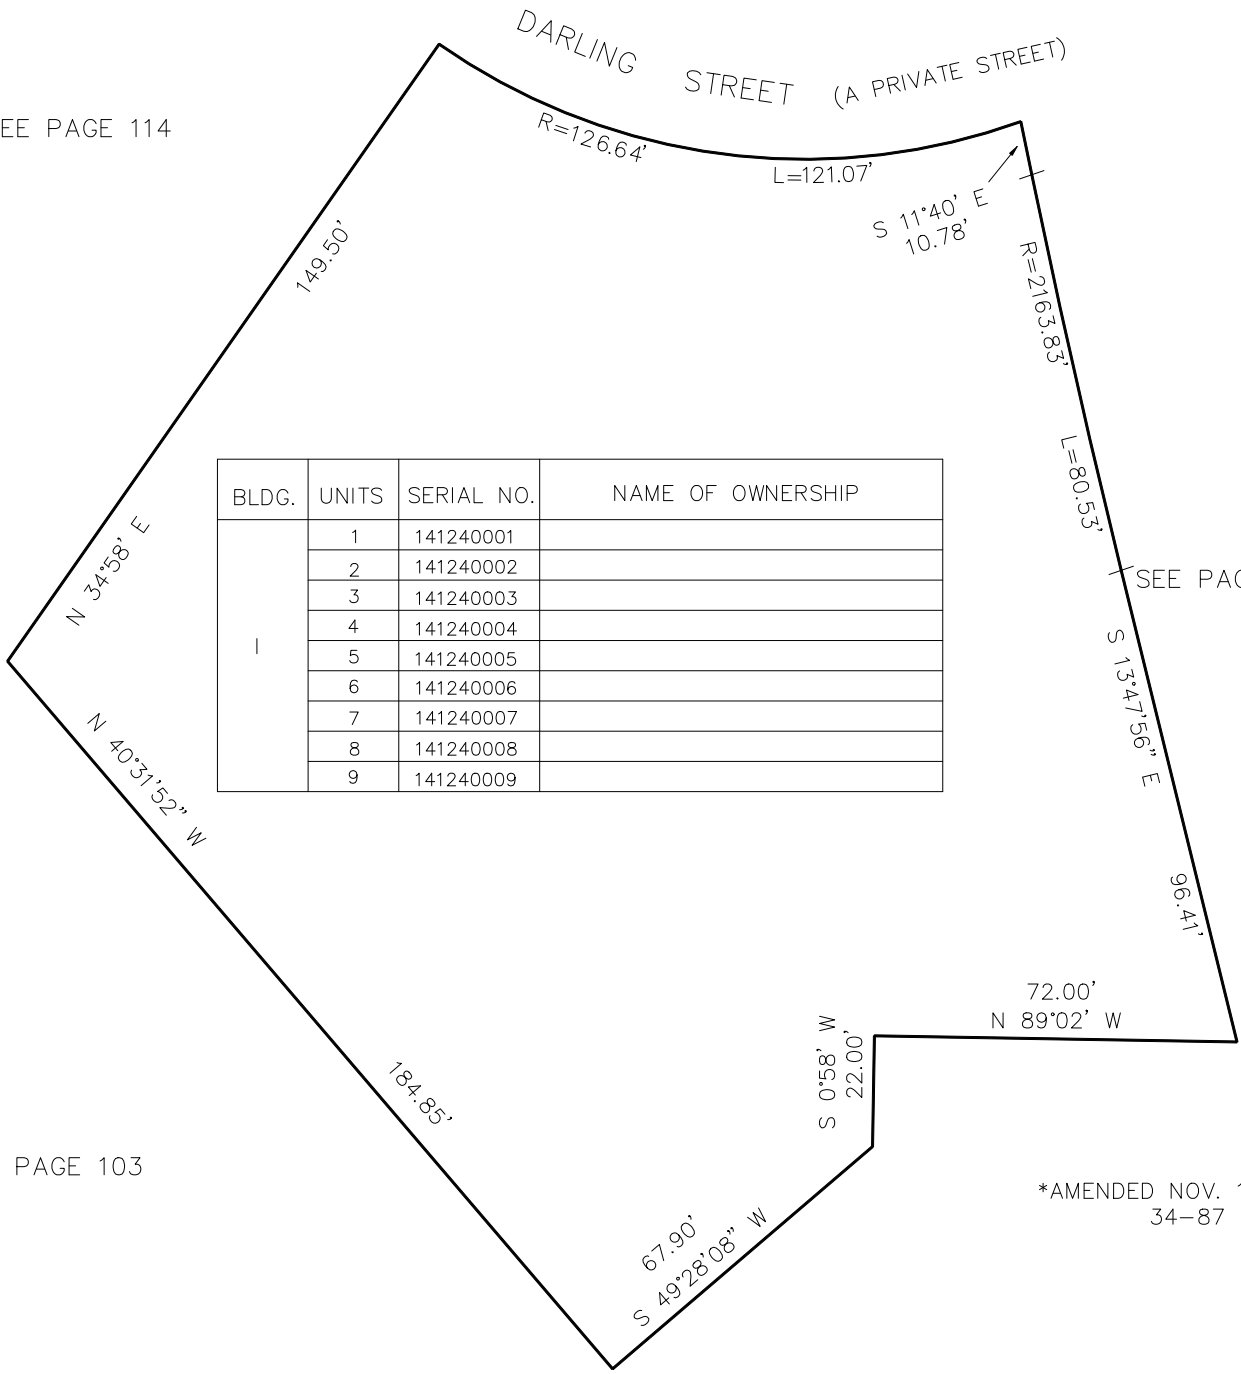 DARLING STREET (A PRIVATE STREET)
EE PAGE 114
R=126.64'
L=121.07'
S 11°40' E
10.78'
149.50'
R=2163.83'
L=80.53'
N 34°58' E
BLDG. UNITS SERIAL NO. NAME OF OWNERSHIP
1 141240001
2 141240002
3 141240003
4 141240004
I 5 141240005
6 141240006
7 141240007
8 141240008
9 141240009
SEE PAG
S 13°47'56" E
N 40°31'52" W
96.41'
72.00'
N 89°02' W
S 0°58' W
22.00'
184.85'
PAGE 103
*AMENDED NOV. 1
34-87
67.90'
S 49°28'08" W